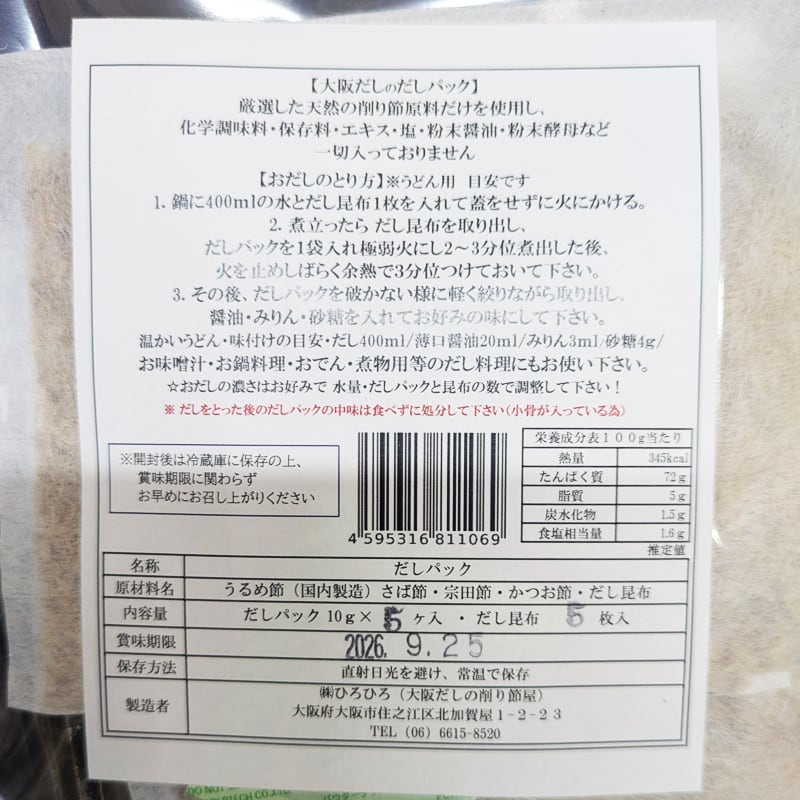 【大阪だしのだしパック】
厳選した天然の削り節原料だけを使用し、
化学調味料・保存料・エキス・塩・粉末醤油・粉末酵母など
一切入っておりません
【おだしのとり方】※うどん用 目安です
1. 鍋に400mlの水とだし昆布1枚を入れて蓋をせずに火にかける。
2. 煮立ったら だし昆布を取り出し、
だしパックを1袋入れ極弱火にし2～3分位煮出した後、
火を止めしばらく余熱で3分位つけておいて下さい。
3. その後、だしパックを破かない様に軽く絞りながら取り出し、
醤油・みりん・砂糖を入れてお好みの味にして下さい。
温かいうどん・味付けの目安・だし400ml/薄口醤油20ml/みりん3ml/砂糖4g/
お味噌汁・お鍋料理・おでん・煮物用等のだし料理にもお使い下さい。
☆おだしの濃さはお好みで 水量・だしパックと昆布の数で調整して下さい！
※ だしをとった後のだしパックの中味は食べずに処分して下さい(小骨が入っている為)
※開封後は冷蔵庫に保存の上、
賞味期限に関わらず
お早めにお召し上がりください
4 595316 811069
栄養成分表１００g当たり
熱量 345kcal
たんぱく質 72g
脂質 5g
炭水化物 1.5g
食塩相当量 1.6g
推定値
名称 だしパック
原材料名 うるめ節（国内製造）さば節・宗田節・かつお節・だし昆布
内容量 だしパック 10g× 5 ヶ入 ・だし昆布 5 枚入
賞味期限 2026. 9.25
保存方法 直射日光を避け、常温で保存
製造者 ㈱ひろひろ（大阪だしの削り節屋）
大阪府大阪市住之江区北加賀屋1-2-23
TEL（06）6615-8520